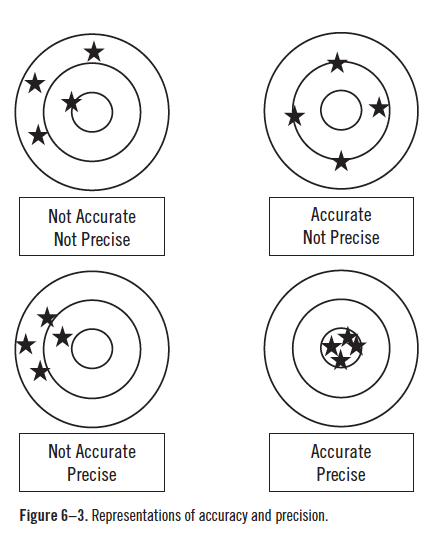 Not Accurate
Not Precise
Accurate
Not Precise
Not Accurate
Precise
Accurate
Precise
Figure 6–3. Representations of accuracy and precision.